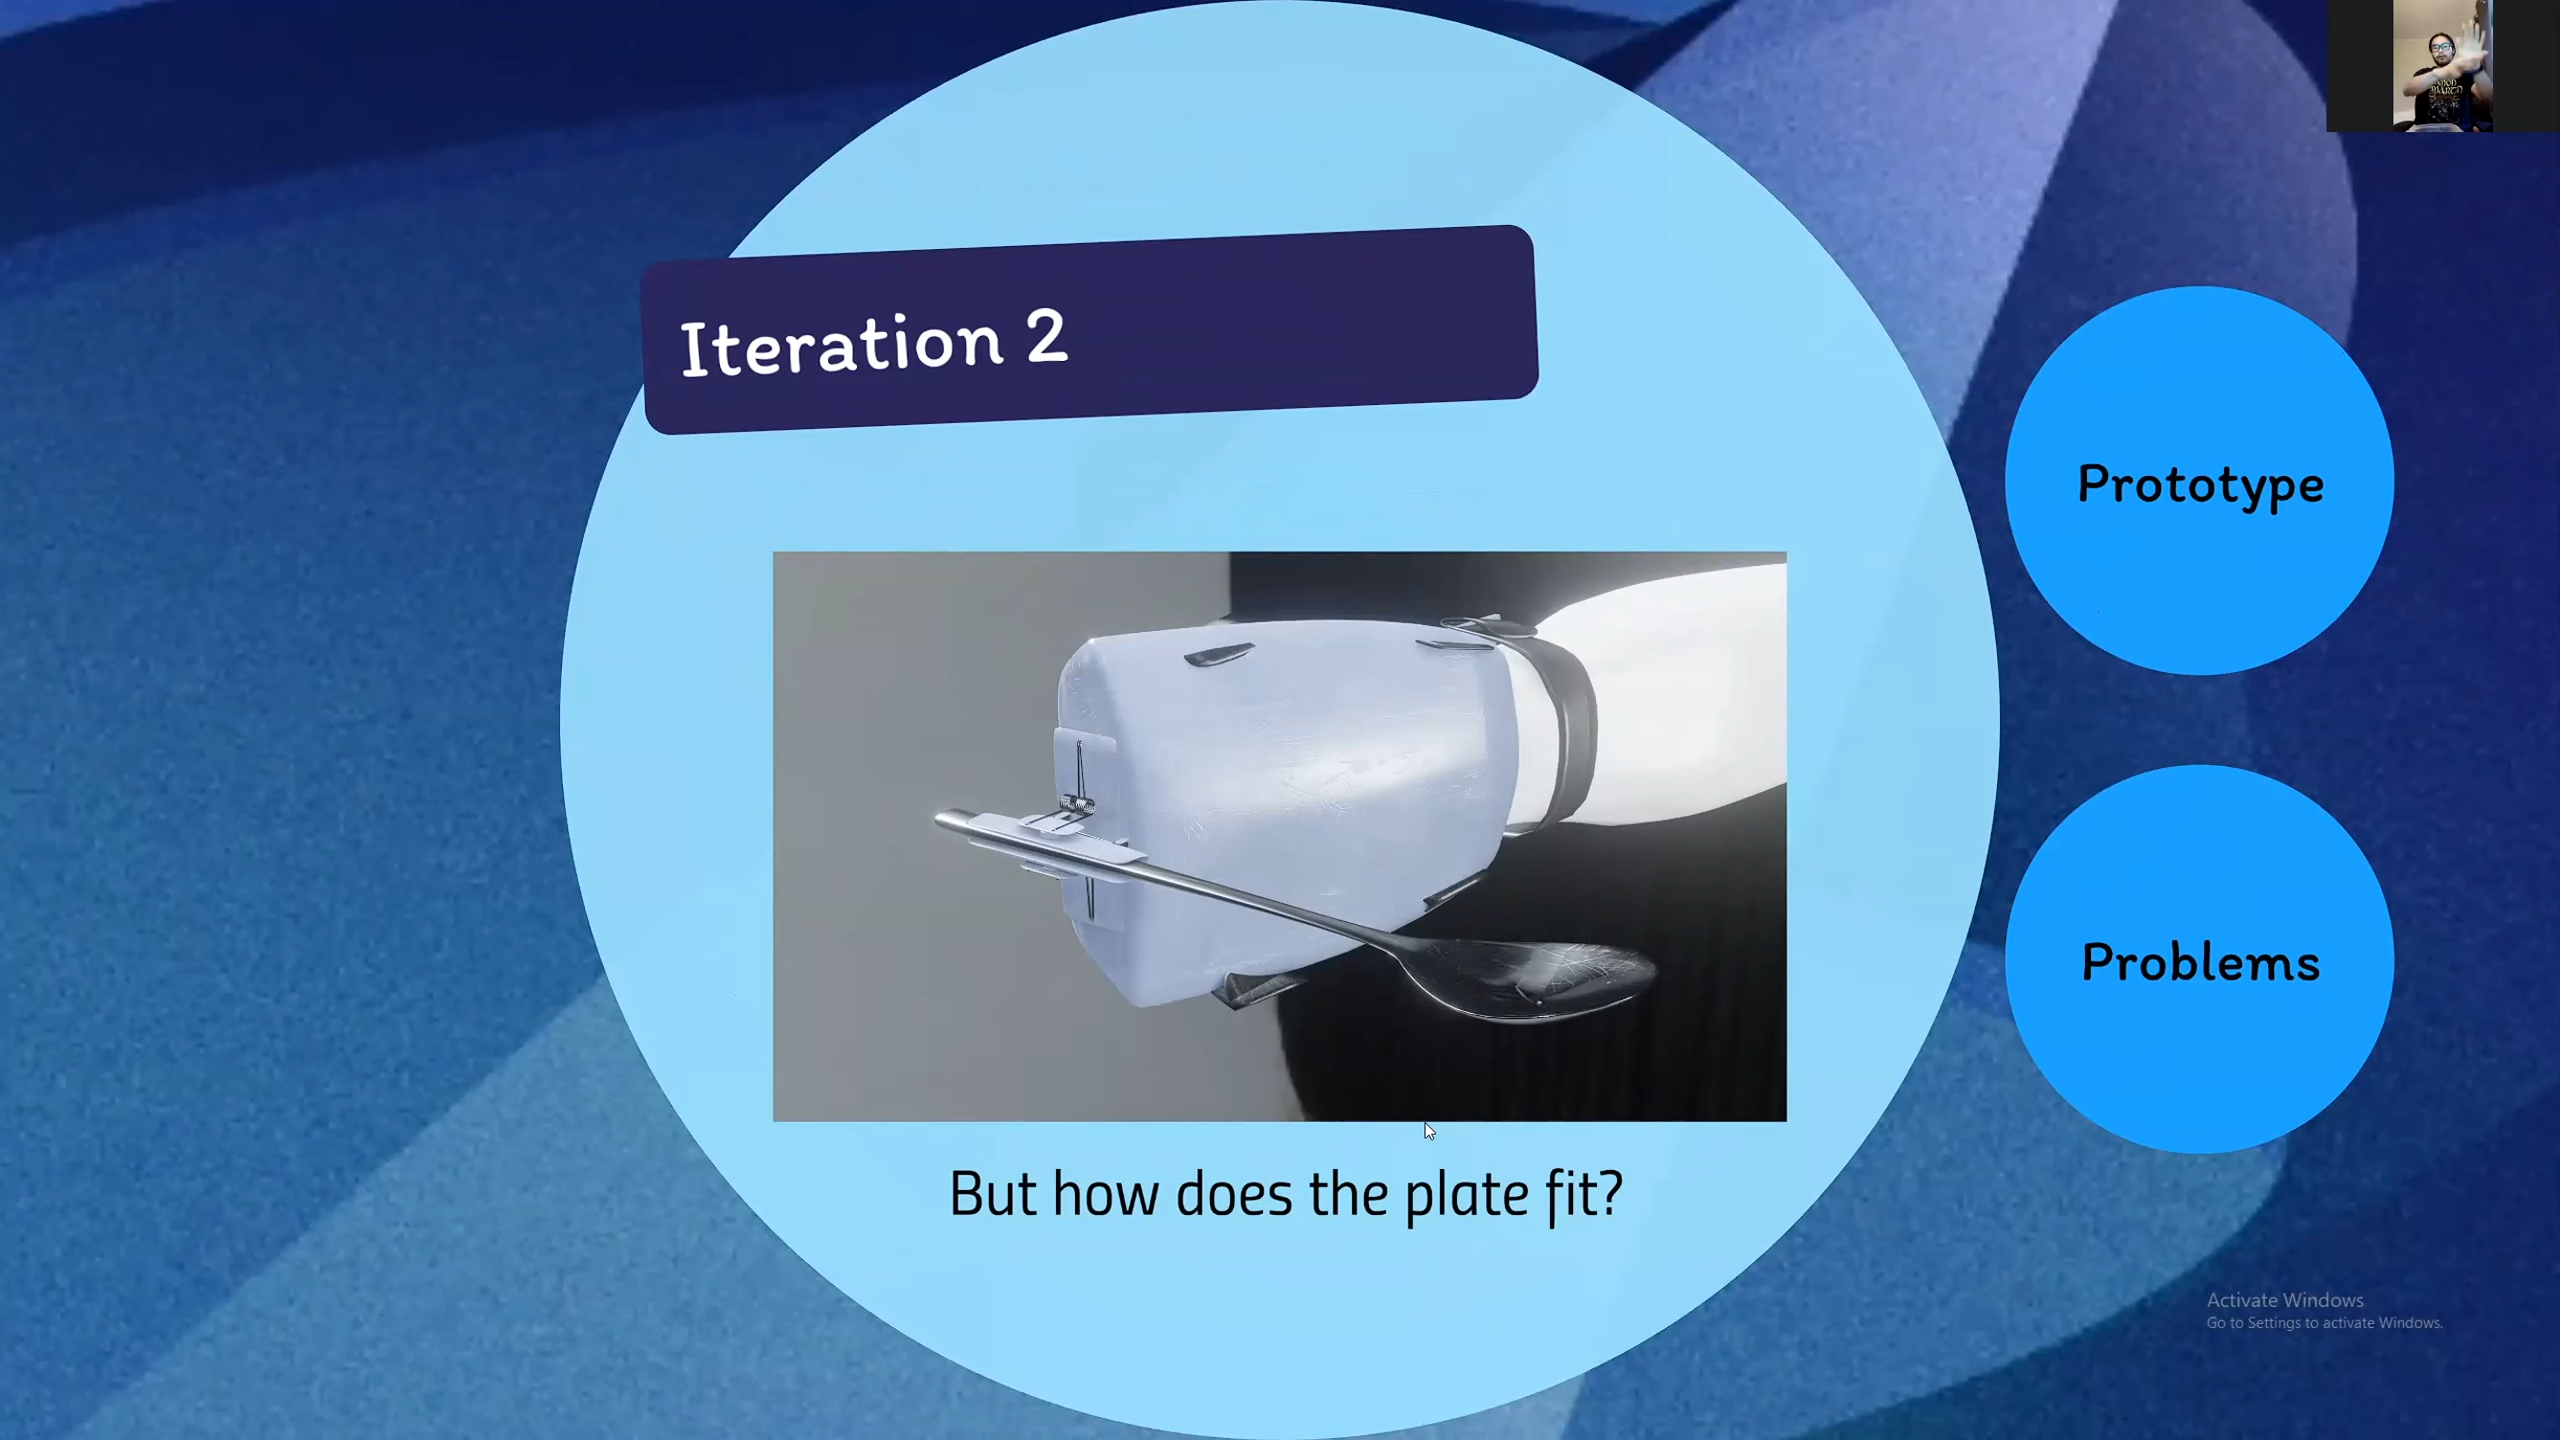 Iteration 2
Prototype
Problems
But how does the plate fit?
Activate Windows
Go to Settings to activate Windows.